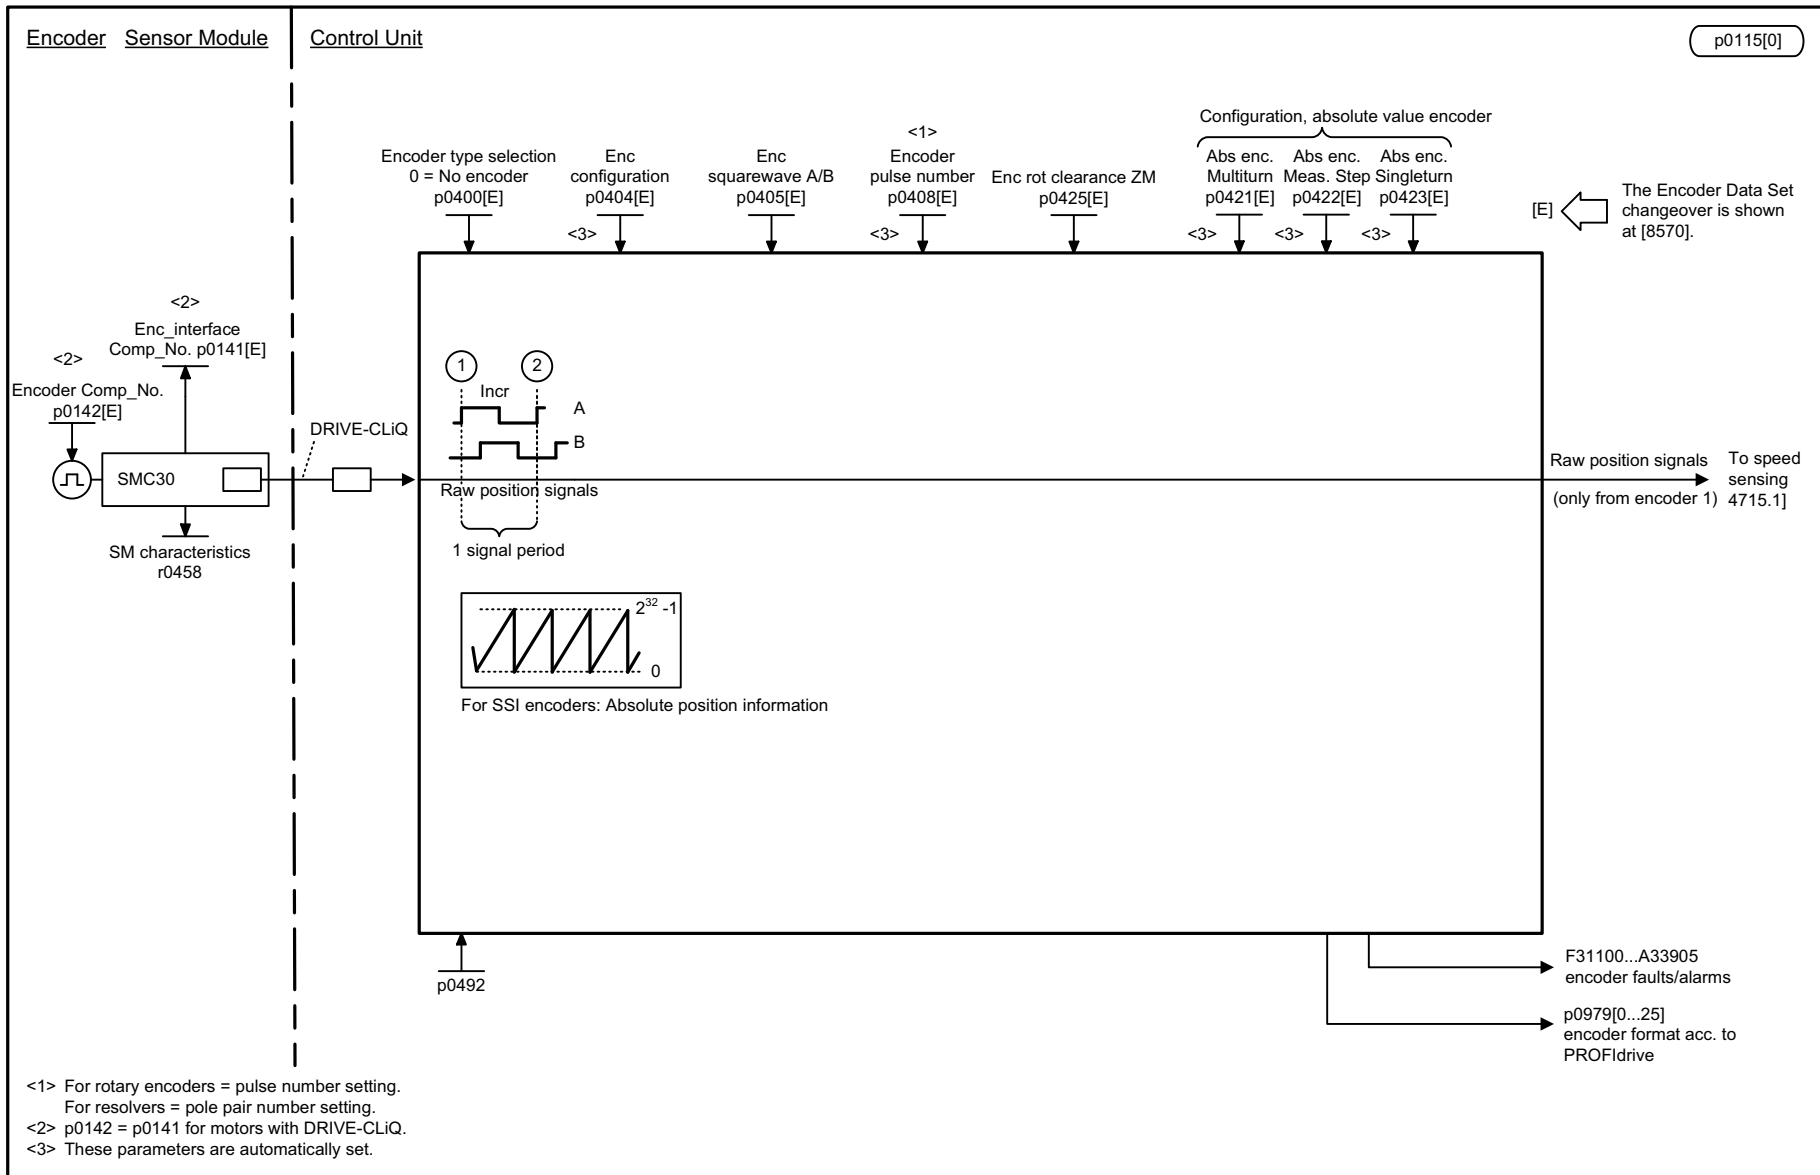 Encoder Sensor Module
Control Unit
p0115[0]
Encoder type selection
0 = No encoder
p0400[E]
Enc
configuration
p0404[E]
<3>
Enc
squarewave A/B
p0405[E]
<1>
Encoder
pulse number
p0408[E]
<3>
Enc rot clearance ZM
p0425[E]
Configuration, absolute value encoder
Abs enc.
Multiturn
p0421[E]
<3>
Abs enc.
Meas. Step
p0422[E]
<3>
Abs enc.
Singleturn
p0423[E]
<3>
[E]
The Encoder Data Set
changeover is shown
at [8570].
<2>
Enc_interface
Comp_No. p0141[E]
<2>
Encoder Comp_No.
p0142[E]
SMC30
SM characteristics
r0458
DRIVE-CLiQ
1
2
Incr
A
B
Raw position signals
1 signal period
2³² -1
0
For SSI encoders: Absolute position information
Raw position signals
(only from encoder 1)
To speed
sensing
4715.1]
p0492
F31100...A33905
encoder faults/alarms
p0979[0...25]
encoder format acc. to
PROFIdrive
<1> For rotary encoders = pulse number setting.
For resolvers = pole pair number setting.
<2> p0142 = p0141 for motors with DRIVE-CLiQ.
<3> These parameters are automatically set.